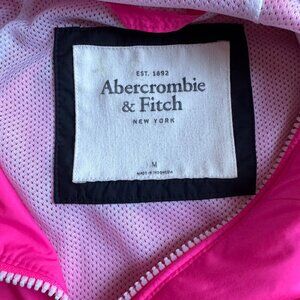 EST. 1892
Abercrombie
& Fitch
NEW YORK
M
MADE IN INDONESIA